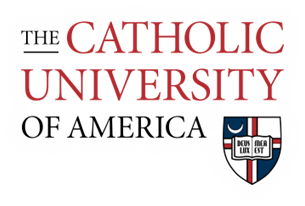 THE CATHOLIC
UNIVERSITY
OF AMERICA
DEUS MEA
LUX EST